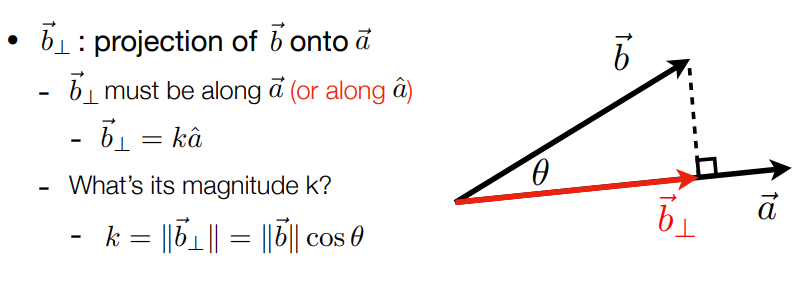 • $\vec{b}_\perp$ : projection of $\vec{b}$ onto $\vec{a}$
- $\vec{b}_\perp$ must be along $\vec{a}$ (or along $\hat{a}$)
- $\vec{b}_\perp = k\hat{a}$
- What's its magnitude k?
- $k = \|\vec{b}_\perp\| = \|\vec{b}\| \cos\theta$
$\vec{b}$
$\theta$
$\vec{b}_\perp$
$\vec{a}$